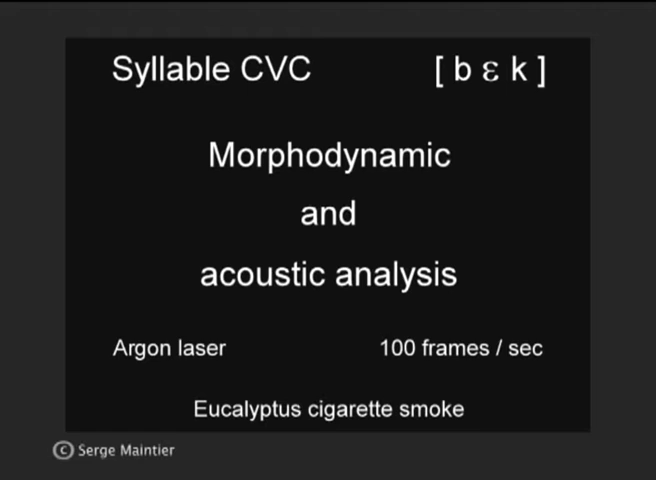 Syllable CVC [ b ɛ k ]
Morphodynamic
and
acoustic analysis
Argon laser 100 frames / sec
Eucalyptus cigarette smoke
© Serge Maintier